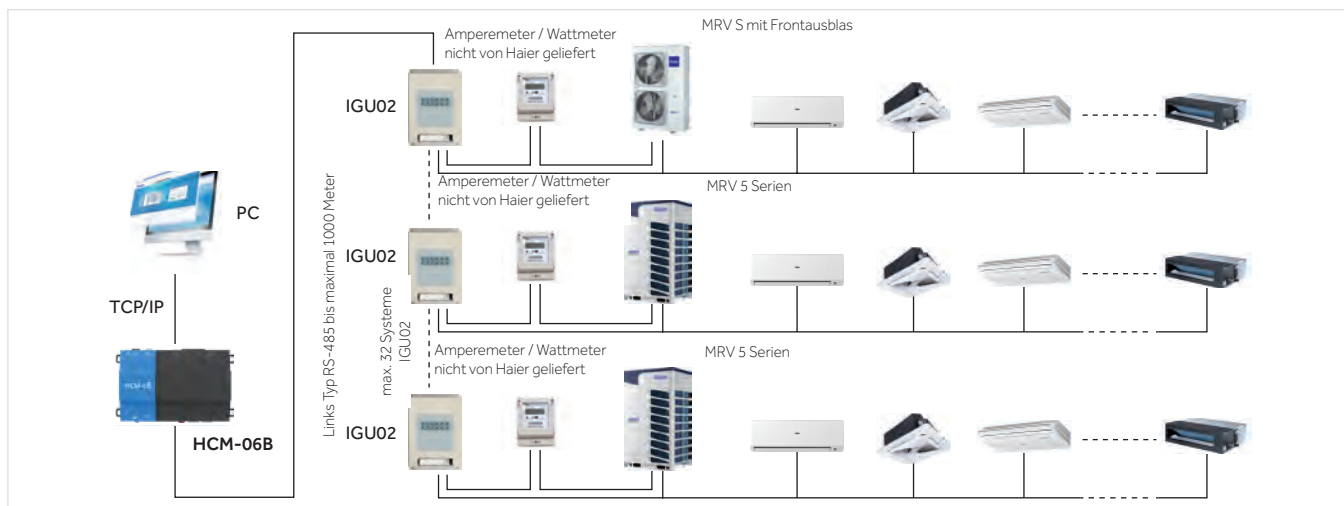 Amperemeter / Wattmeter
nicht von Haier geliefert
MRV S mit Frontausblas
IGU02
Amperemeter / Wattmeter
nicht von Haier geliefert
MRV 5 Serien
PC
IGU02
Links Typ RS-485 bis maximal 1000 Meter
max. 32 Systeme
IGU02
TCP/IP
Amperemeter / Wattmeter
nicht von Haier geliefert
MRV 5 Serien
HCM-06B
IGU02